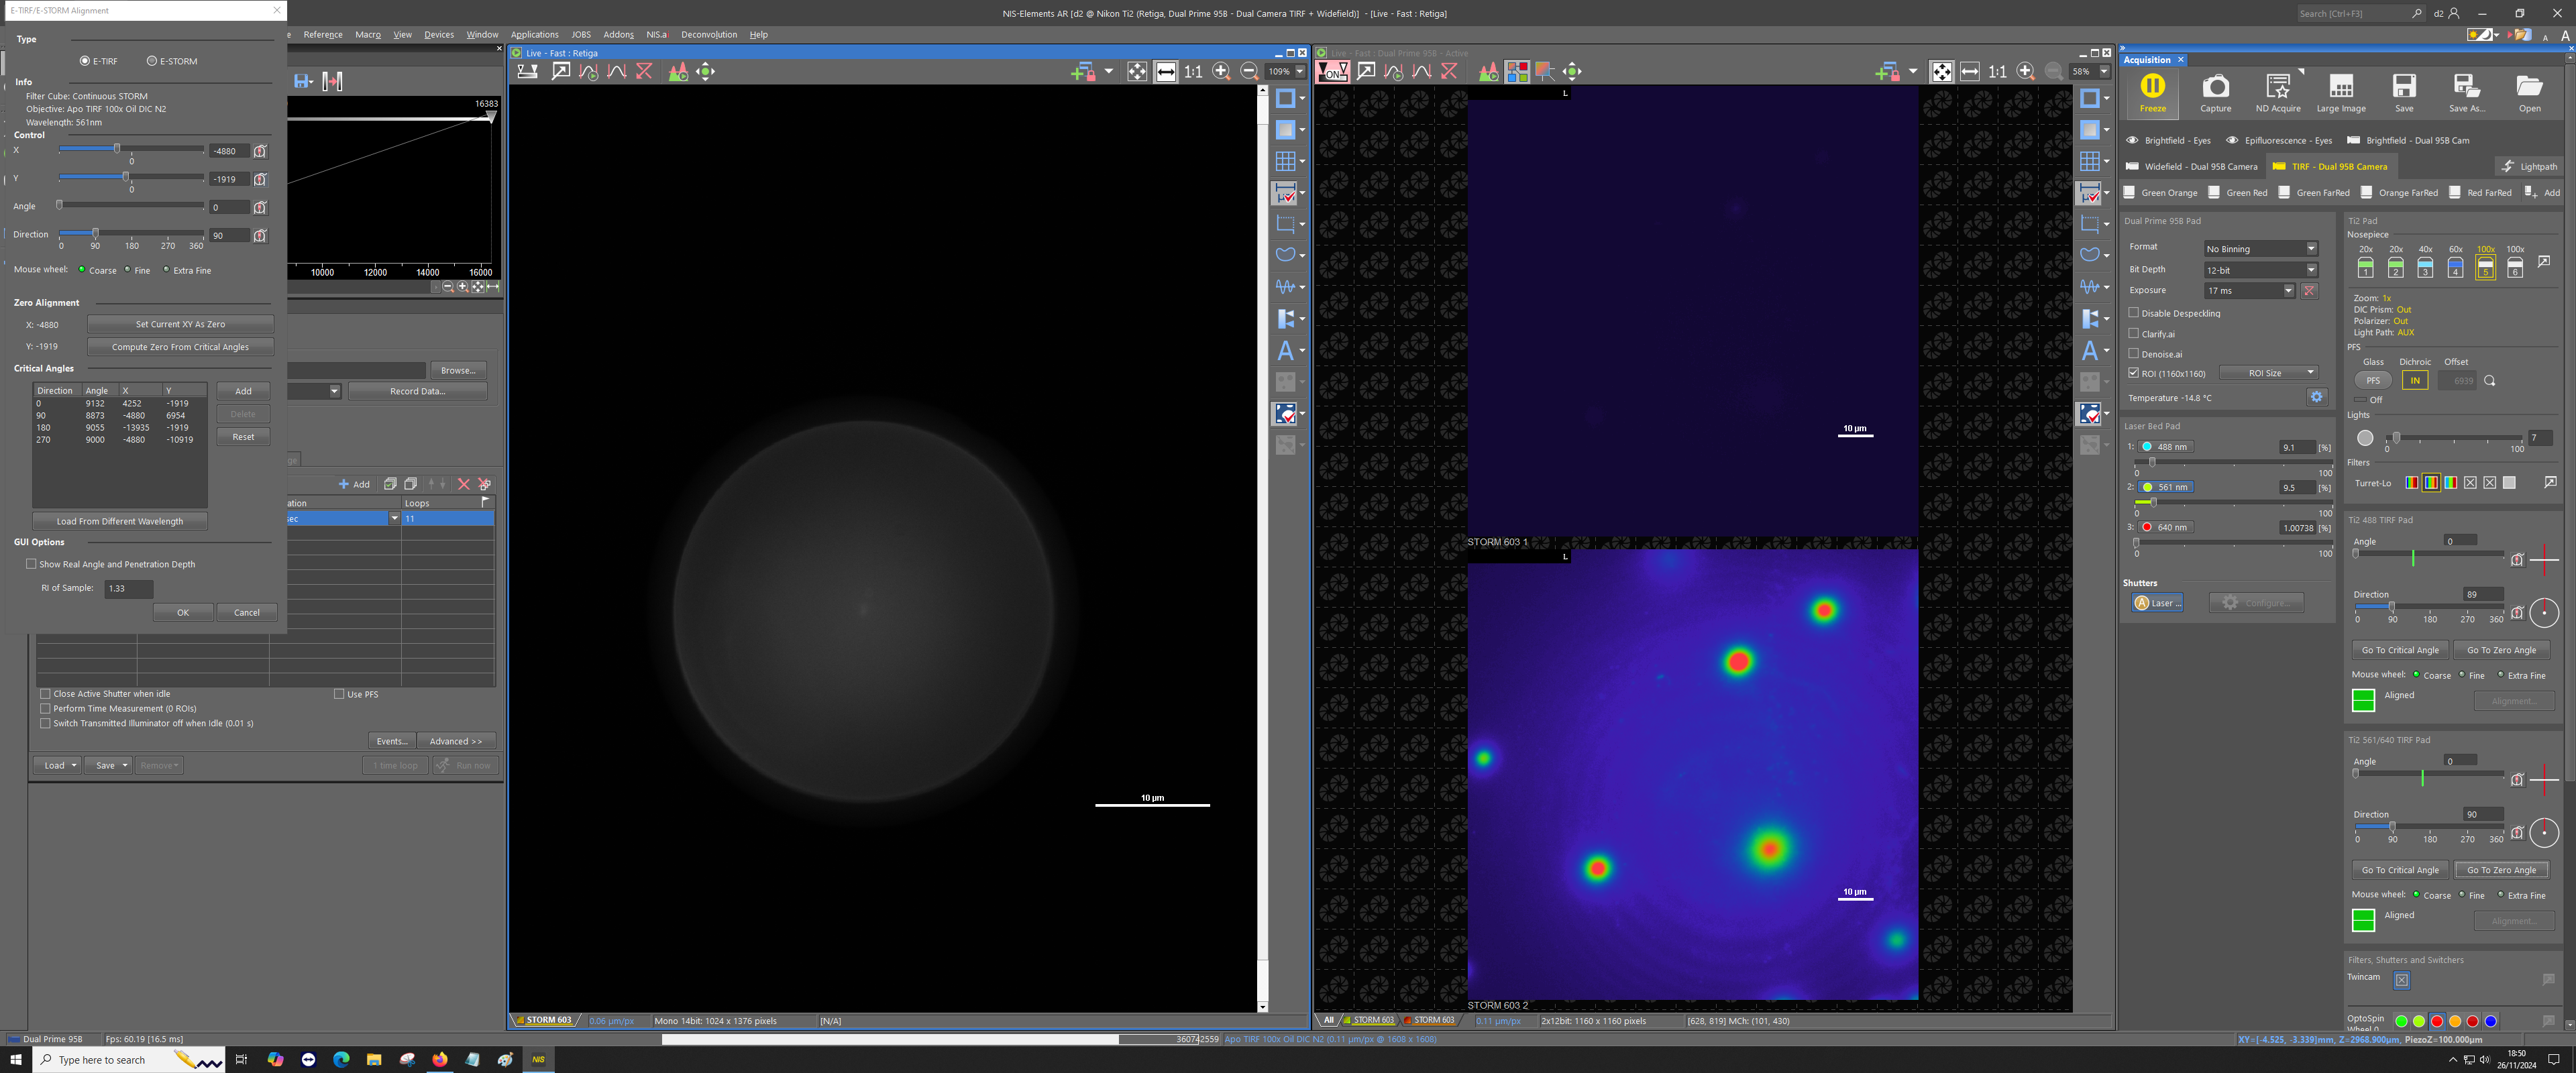 E-TIRF/E-STORM Alignment
NIS-Elements AR [d2 @ Nikon Ti2 (Retiga, Dual Prime 95B - Dual Camera TIRF + Widefield)] - [Live - Fast : Retiga]
Search [Ctrl+F3]
d2
Reference Macro View Devices Window Applications JOBS Addons NIS.ai Deconvolution Help
Type
E-TIRF E-STORM
Info
Filter Cube: Continuous STORM
Objective: Apo TIRF 100x Oil DIC N2
Wavelength: 561nm
Control
X -4880
0
Y -1919
0
Angle 0
Direction 90
0 90 180 270 360
Mouse wheel: Coarse Fine Extra Fine
Zero Alignment
X: -4880 Set Current XY As Zero
Y: -1919 Compute Zero From Critical Angles
Critical Angles
Direction Angle X Y
0 9132 4252 -1919
90 8873 -4880 6954
180 9055 -13935 -1919
270 9000 -4880 -10919
Add
Delete
Reset
Load From Different Wavelength
GUI Options
Show Real Angle and Penetration Depth
RI of Sample: 1.33
OK Cancel
16383
10000 12000 14000 16000
Browse...
Record Data...
Add
ation Loops
sec 11
Close Active Shutter when idle
Use PFS
Perform Time Measurement (0 ROIs)
Switch Transmitted Illuminator off when Idle (0.01 s)
Events... Advanced >>
Load Save Remove 1 time loop Run now
Live - Fast : Retiga
1:1 109%
10 µm
STORM 603 0.06 µm/px Mono 14bit: 1024 x 1376 pixels [N/A]
Live - Fast : Dual Prime 95B - Active
ON 1:1 58%
L
10 µm
STORM 603 1
L
10 µm
STORM 603 2
All STORM 603 STORM 603 0.11 µm/px 2x12bit: 1160 x 1160 pixels [628, 819] MCh: (101, 430)
Acquisition
Freeze Capture ND Acquire Large Image Save Save As... Open
Brightfield - Eyes Epifluorescence - Eyes Brightfield - Dual 95B Cam
Widefield - Dual 95B Camera TIRF - Dual 95B Camera Lightpath
Green Orange Green Red Green FarRed Orange FarRed Red FarRed Add
Dual Prime 95B Pad
Format No Binning
Bit Depth 12-bit
Exposure 17 ms
Disable Despeckling
Clarify.ai
Denoise.ai
ROI (1160x1160) ROI Size
Temperature -14.8 °C
Laser Bed Pad
1: 488 nm 9.1 [%]
0 100
2: 561 nm 9.5 [%]
0 100
3: 640 nm 1.00738 [%]
0 100
Shutters
Laser ... Configure...
Ti2 Pad
Nosepiece
20x 20x 40x 60x 100x 100x
1 2 3 4 5 6
Zoom: 1x
DIC Prism: Out
Polarizer: Out
Light Path: AUX
PFS
Glass Dichroic Offset
PFS IN 6939
Off
Lights
7
0 100
Filters
Turret-Lo
Ti2 488 TIRF Pad
Angle 0
Direction 89
0 90 180 270 360
Go To Critical Angle Go To Zero Angle
Mouse wheel: Coarse Fine Extra Fine
Aligned Alignment...
Ti2 561/640 TIRF Pad
Angle 0
Direction 90
0 90 180 270 360
Go To Critical Angle Go To Zero Angle
Mouse wheel: Coarse Fine Extra Fine
Aligned Alignment...
Filters, Shutters and Switchers
Twincam
OptoSpin
Wheel 0
Dual Prime 95B Fps: 60.19 [16.5 ms] 360742559 Apo TIRF 100x Oil DIC N2 (0.11 µm/px @ 1608 x 1608) XY=[-4.525, -3.339]mm, Z=2968.900µm, PiezoZ=100.000µm
Type here to search
NIS
18:50
26/11/2024